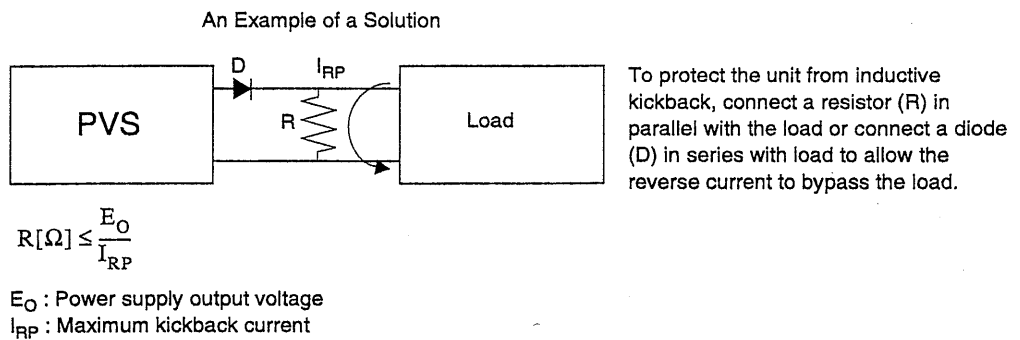 An Example of a Solution
D
I_RP
PVS
R
Load
To protect the unit from inductive
kickback, connect a resistor (R) in
parallel with the load or connect a diode
(D) in series with load to allow the
reverse current to bypass the load.
R[Ω] ≤ E_O / I_RP
E_O : Power supply output voltage
I_RP : Maximum kickback current